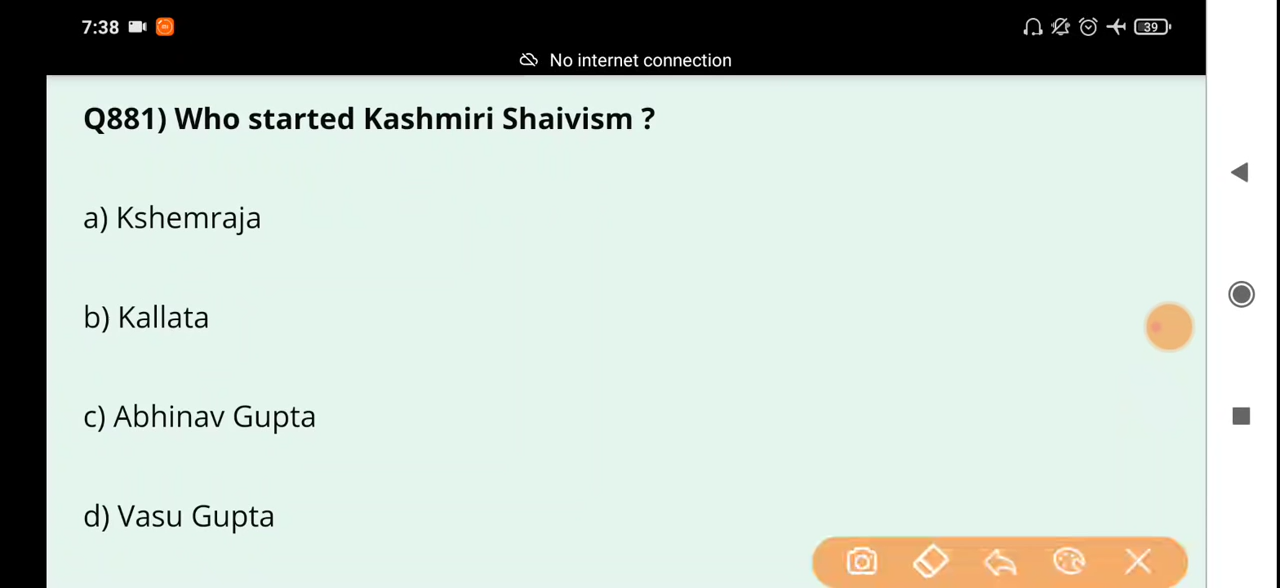 7:38
39
No internet connection
Q881) Who started Kashmiri Shaivism ?
a) Kshemraja
b) Kallata
c) Abhinav Gupta
d) Vasu Gupta